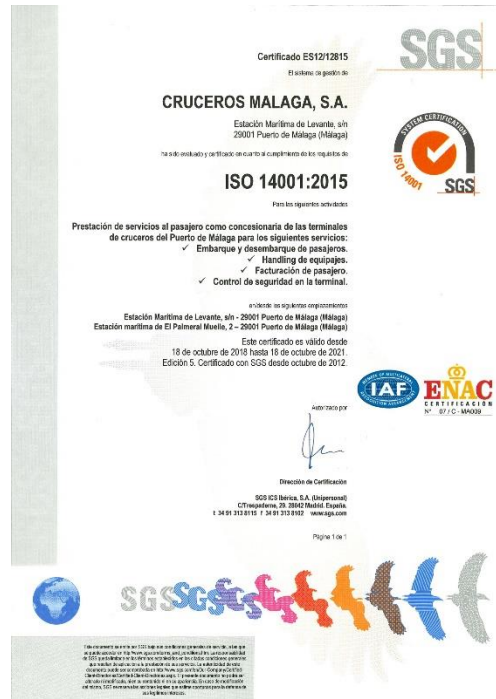 SGS
Certificado ES12/12815
El sistema de gestión de
CRUCEROS MALAGA, S.A.
Estación Marítima de Levante, s/n
29001 Puerto de Málaga (Málaga)
ha sido evaluado y certificado en cuanto al cumplimiento de los requisitos de
ISO 14001:2015
Para las siguientes actividades
SYSTEM CERTIFICATION
ISO 14001
SGS
Prestación de servicios al pasajero como concesionaria de las terminales
de cruceros del Puerto de Málaga para los siguientes servicios:
✓ Embarque y desembarque de pasajeros.
✓ Handling de equipajes.
✓ Facturación de pasajero.
✓ Control de seguridad en la terminal.
en/desde los siguientes emplazamientos
Estación Marítima de Levante, s/n - 29001 Puerto de Málaga (Málaga)
Estación marítima de El Palmeral Muelle, 2 – 29001 Puerto de Málaga (Málaga)
Este certificado es válido desde
18 de octubre de 2018 hasta 16 de octubre de 2021.
Edición 5. Certificado con SGS desde octubre de 2012.
IAF
ENAC
CERTIFICACIÓN
Nº 07 / C - MA009
Autorizado por
Dirección de Certificación
SGS ICS Ibérica, S.A. (Unipersonal)
C/Trespaderne, 29. 28042 Madrid. España.
t 34 91 313 8115 f 34 91 313 8102 www.sgs.com
Página 1 de 1
SGS SGS